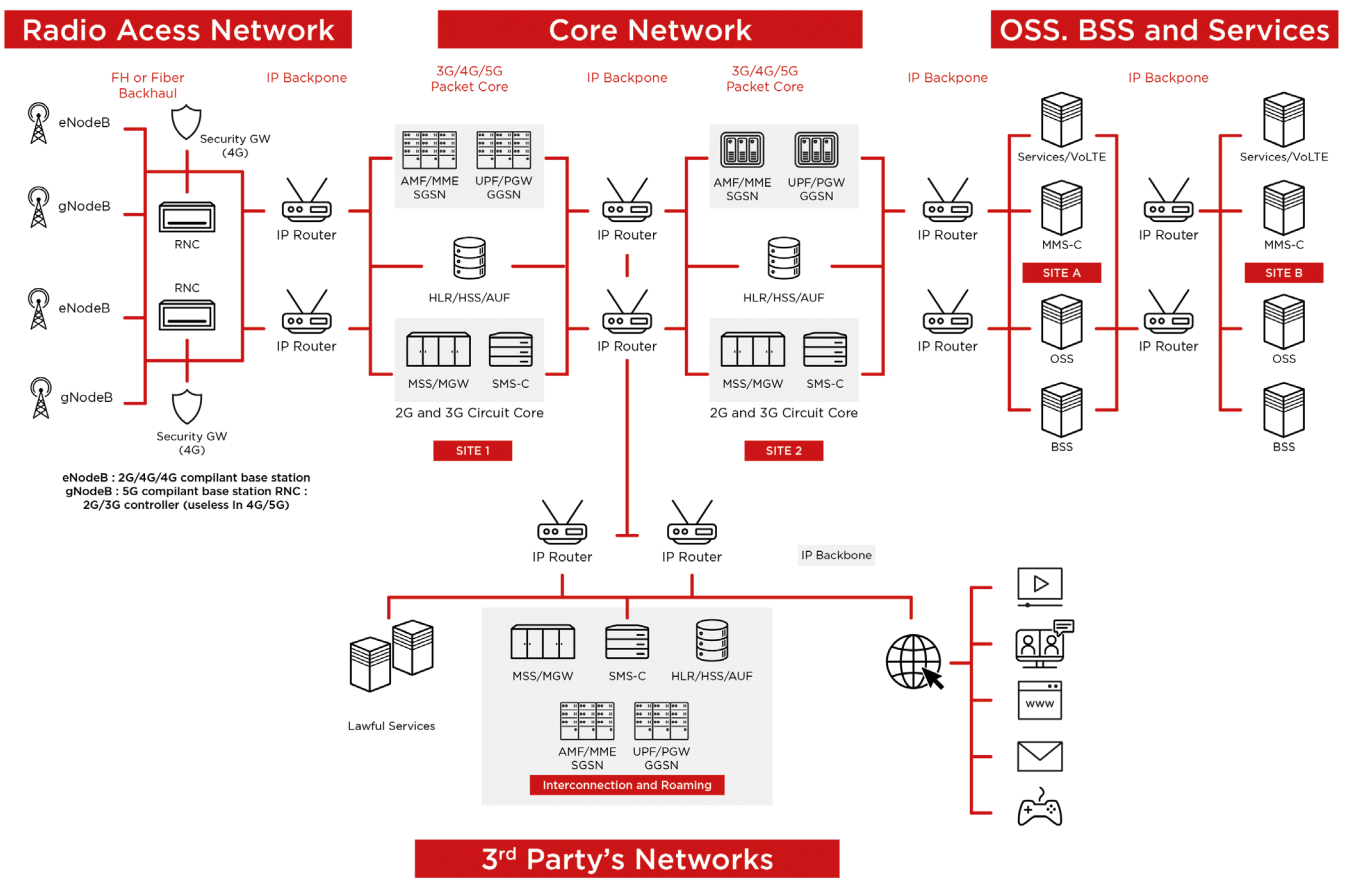 Radio Acess Network
Core Network
OSS. BSS and Services
FH or Fiber
Backhaul
IP Backpone
3G/4G/5G
Packet Core
IP Backpone
3G/4G/5G
Packet Core
IP Backpone
IP Backpone
eNodeB
gNodeB
eNodeB
gNodeB
Security GW
(4G)
RNC
RNC
Security GW
(4G)
IP Router
IP Router
AMF/MME
SGSN
UPF/PGW
GGSN
HLR/HSS/AUF
MSS/MGW
SMS-C
2G and 3G Circuit Core
SITE 1
IP Router
IP Router
AMF/MME
SGSN
UPF/PGW
GGSN
HLR/HSS/AUF
MSS/MGW
SMS-C
2G and 3G Circuit Core
SITE 2
IP Router
IP Router
Services/VoLTE
MMS-C
SITE A
OSS
BSS
IP Router
IP Router
Services/VoLTE
MMS-C
SITE B
OSS
BSS
eNodeB : 2G/4G/4G compilant base station
gNodeB : 5G compilant base station RNC :
2G/3G controller (useless In 4G/5G)
IP Router
IP Router
IP Backbone
Lawful Services
MSS/MGW
SMS-C
HLR/HSS/AUF
AMF/MME
SGSN
UPF/PGW
GGSN
Interconnection and Roaming
www
3rd Party's Networks